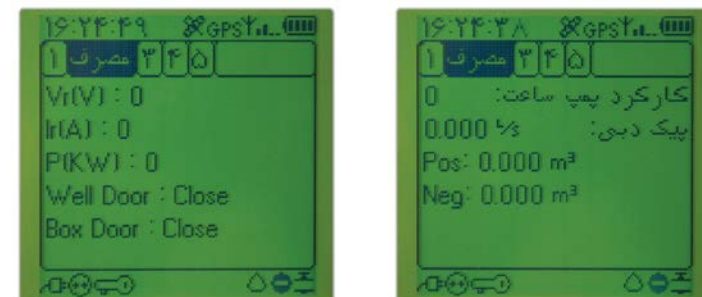 ۱۶:۲۴:۴۹ GPS
۱ مصرف ۳ ۴ ۵
Vr(V) : 0
Ir(A) : 0
P(KW) : 0
Well Door : Close
Box Door : Close
۱۶:۲۴:۳۸ GPS
۱ مصرف ۳ ۴ ۵
کارکرد پمپ ساعت: 0
پیک دبی: 0.000 L/s
Pos: 0.000 m³
Neg: 0.000 m³